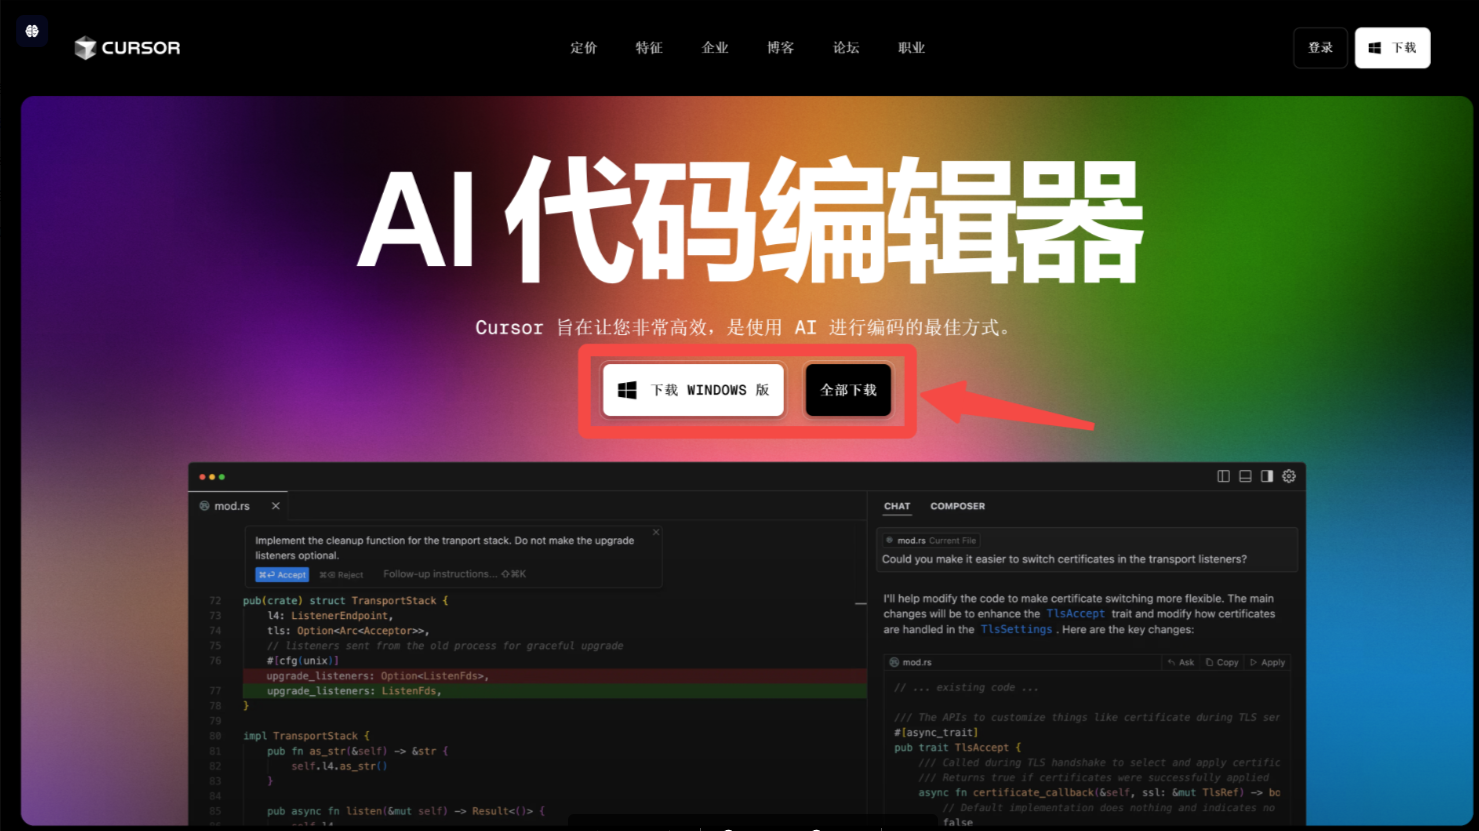 CURSOR
定价 特征 企业 博客 论坛 职业
登录 下载
AI 代码编辑器
Cursor 旨在让您非常高效，是使用 AI 进行编码的最佳方式。
下载 WINDOWS 版 全部下载
mod.rs
Implement the cleanup function for the tranport stack. Do not make the upgrade
listeners optional.
Accept Reject Follow-up instructions... ⇧⌘K
72 pub(crate) struct TransportStack {
73 l4: ListenerEndpoint,
74 tls: Option<Arc<Acceptor>>,
75 // listeners sent from the old process for graceful upgrade
76 #[cfg(unix)]
upgrade_listeners: Option<ListenFds>,
77 upgrade_listeners: ListenFds,
78 }
79
80 impl TransportStack {
81 pub fn as_str(&self) -> &str {
82 self.l4.as_str()
83 }
84
85 pub async fn listen(&mut self) -> Result<()> {
CHAT COMPOSER
mod.rs Current File
Could you make it easier to switch certificates in the transport listeners?
I'll help modify the code to make certificate switching more flexible. The main
changes will be to enhance the TlsAccept trait and modify how certificates
are handled in the TlsSettings . Here are the key changes:
mod.rs Ask Copy Apply
// ... existing code ...
/// The APIs to customize things like certificate during TLS ser
#[async_trait]
pub trait TlsAccept {
/// Called during TLS handshake to select and apply certific
/// Returns true if certificates were successfully applied
async fn certificate_callback(&self, ssl: &mut TlsRef) -> bo
// Default implementation does nothing and indicates no
false